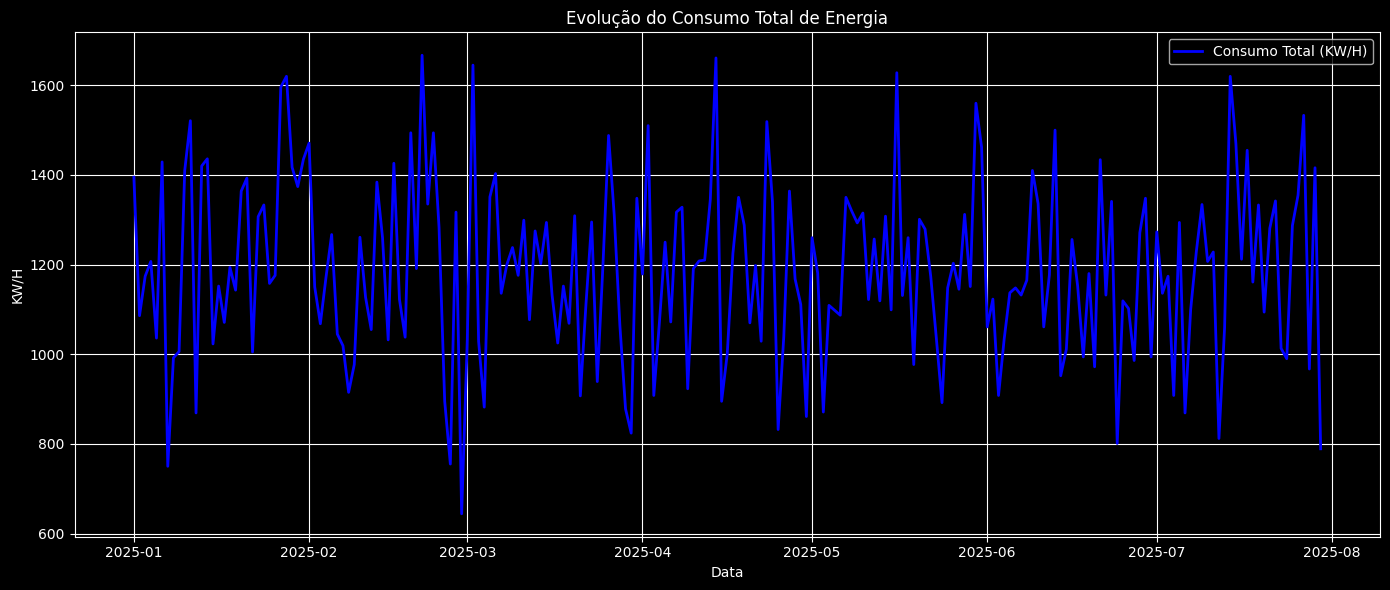 Evolução do Consumo Total de Energia
Consumo Total (KW/H)
1600
1400
1200
1000
800
600
KW/H
2025-01 2025-02 2025-03 2025-04 2025-05 2025-06 2025-07 2025-08
Data